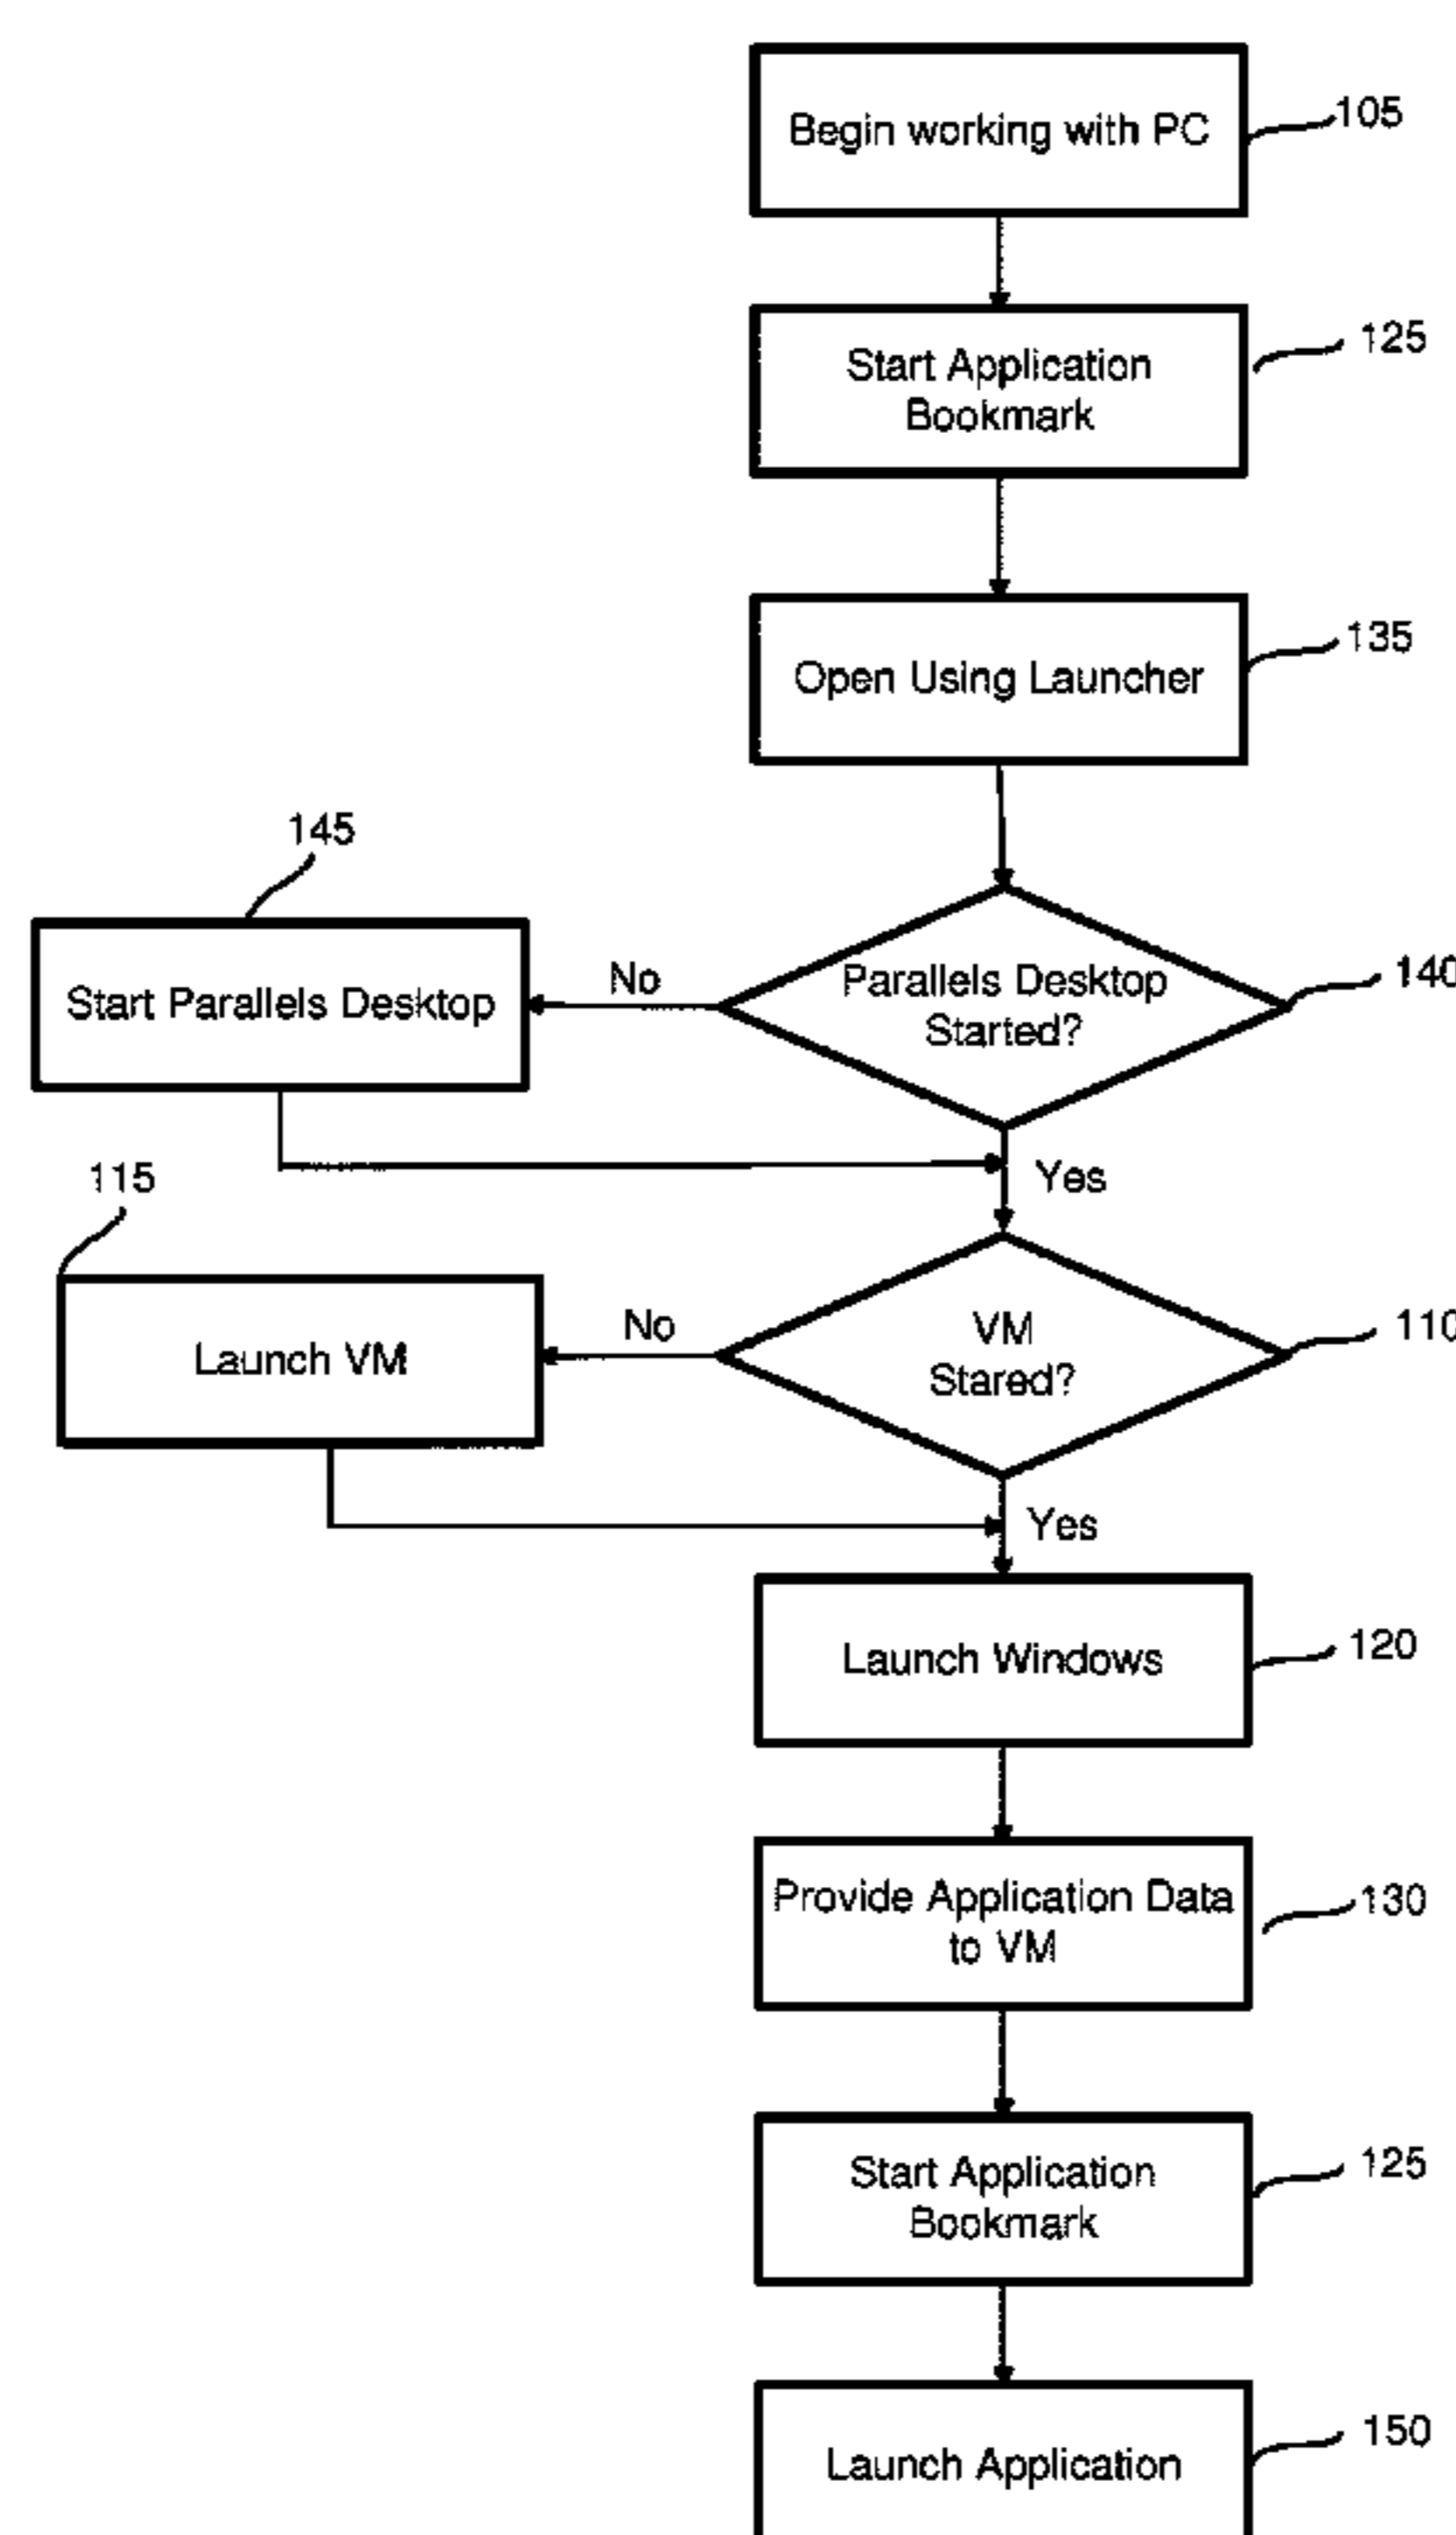 Begin working with PC
105
Start Application
Bookmark
125
Open Using Launcher
135
145
Start Parallels Desktop
No
Parallels Desktop
Started?
140
Yes
115
Launch VM
No
VM
Stared?
110
Yes
Launch Windows
120
Provide Application Data
to VM
130
Start Application
Bookmark
125
Launch Application
150